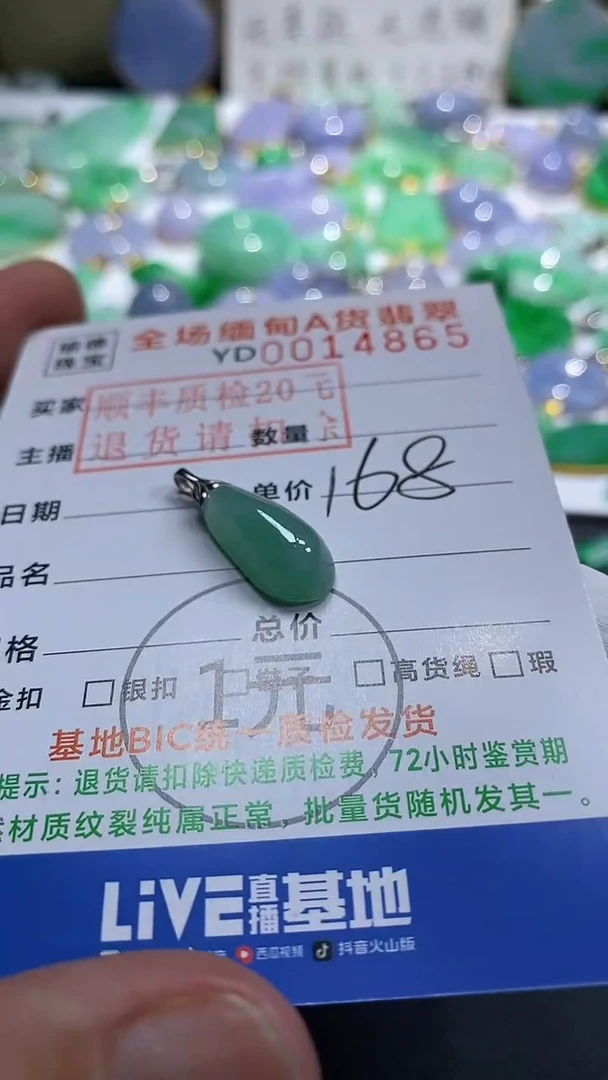 全场缅甸A货翡翠
YD0014865
买家
顺丰质检20元
主播
退货请扣
数量
日期
单价 168
品名
格
总价
1元
金扣 □银扣 □ □高货绳 □瑕
基地BIC统一质检发货
提示：退货请扣除快递质检费，72小时鉴赏期
材质纹裂纯属正常，批量货随机发其一。
LiVE直播基地
西瓜视频 抖音火山版